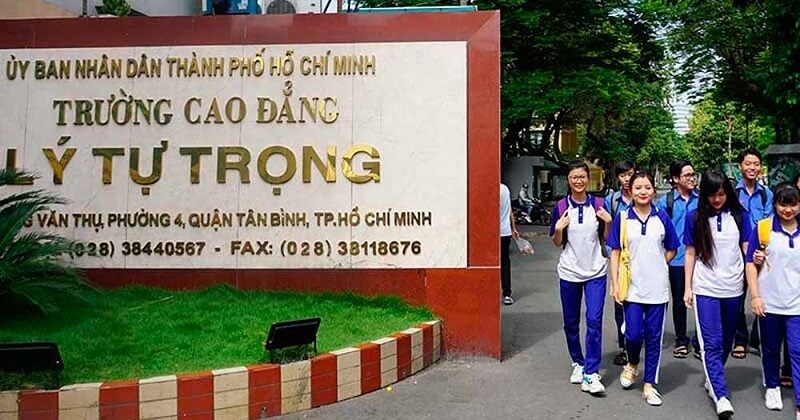 ỦY BAN NHÂN DÂN THÀNH PHỐ HỒ CHÍ MINH
TRƯỜNG CAO ĐẲNG
LÝ TỰ TRỌNG
VĂN THỤ, PHƯỜNG 4, QUẬN TÂN BÌNH, TP.HỒ CHÍ MINH
(028) 38440567 - FAX: (028) 38118676